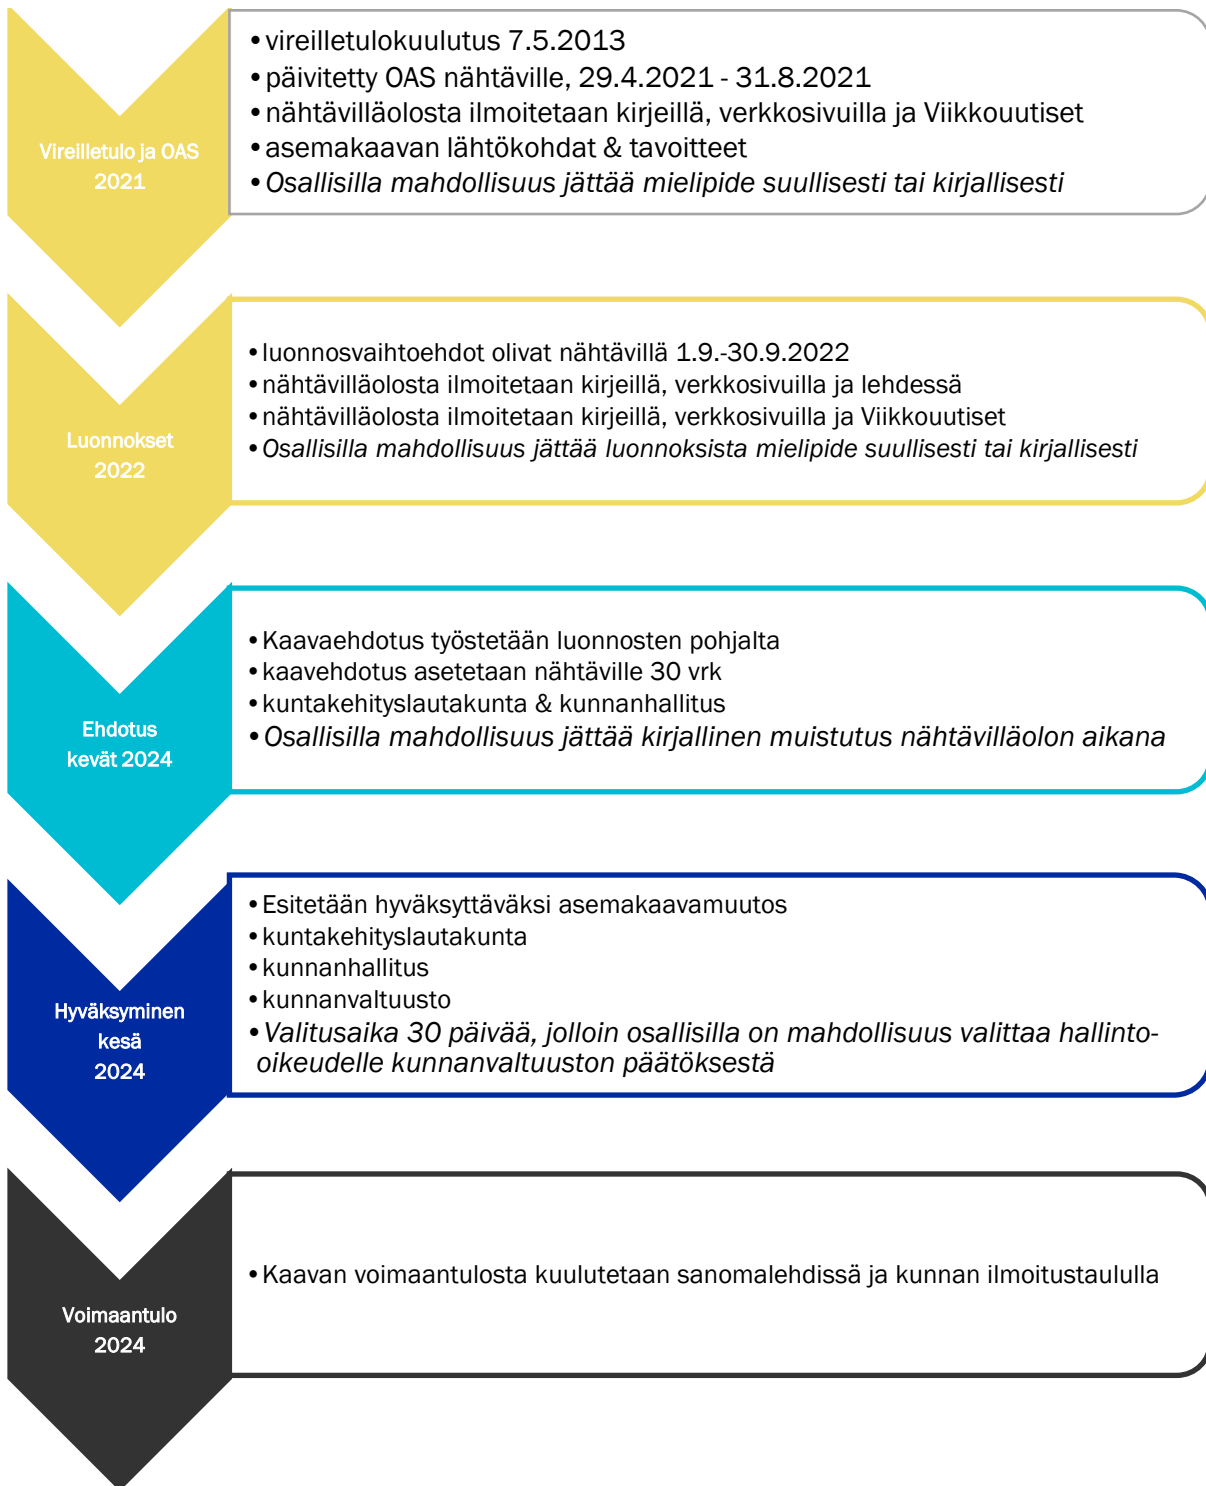 Vireilletulo ja OAS
2021
•vireilletulokuulutus 7.5.2013
•päivitetty OAS nähtäville, 29.4.2021 - 31.8.2021
•nähtävilläolosta ilmoitetaan kirjeillä, verkkosivuilla ja Viikkouutiset
•asemakaavan lähtökohdat & tavoitteet
•Osallisilla mahdollisuus jättää mielipide suullisesti tai kirjallisesti
Luonnokset
2022
•luonnosvaihtoehdot olivat nähtävillä 1.9.-30.9.2022
•nähtävilläolosta ilmoitetaan kirjeillä, verkkosivuilla ja lehdessä
•nähtävilläolosta ilmoitetaan kirjeillä, verkkosivuilla ja Viikkouutiset
•Osallisilla mahdollisuus jättää luonnoksista mielipide suullisesti tai kirjallisesti
Ehdotus
kevät 2024
•Kaavaehdotus työstetään luonnosten pohjalta
•kaavehdotus asetetaan nähtäville 30 vrk
•kuntakehityslautakunta & kunnanhallitus
•Osallisilla mahdollisuus jättää kirjallinen muistutus nähtävilläolon aikana
Hyväksyminen
kesä
2024
•Esitetään hyväksyttäväksi asemakaavamuutos
•kuntakehityslautakunta
•kunnanhallitus
•kunnanvaltuusto
•Valitusaika 30 päivää, jolloin osallisilla on mahdollisuus valittaa hallinto-
oikeudelle kunnanvaltuuston päätöksestä
Voimaantulo
2024
•Kaavan voimaantulosta kuulutetaan sanomalehdissä ja kunnan ilmoitustaululla